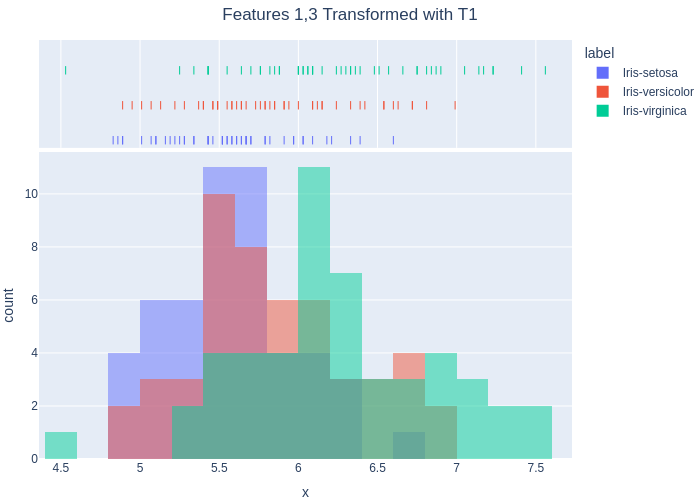 Features 1,3 Transformed with T1
label
Iris-setosa
Iris-versicolor
Iris-virginica
10
8
6
4
2
0
count
4.5 5 5.5 6 6.5 7 7.5
x